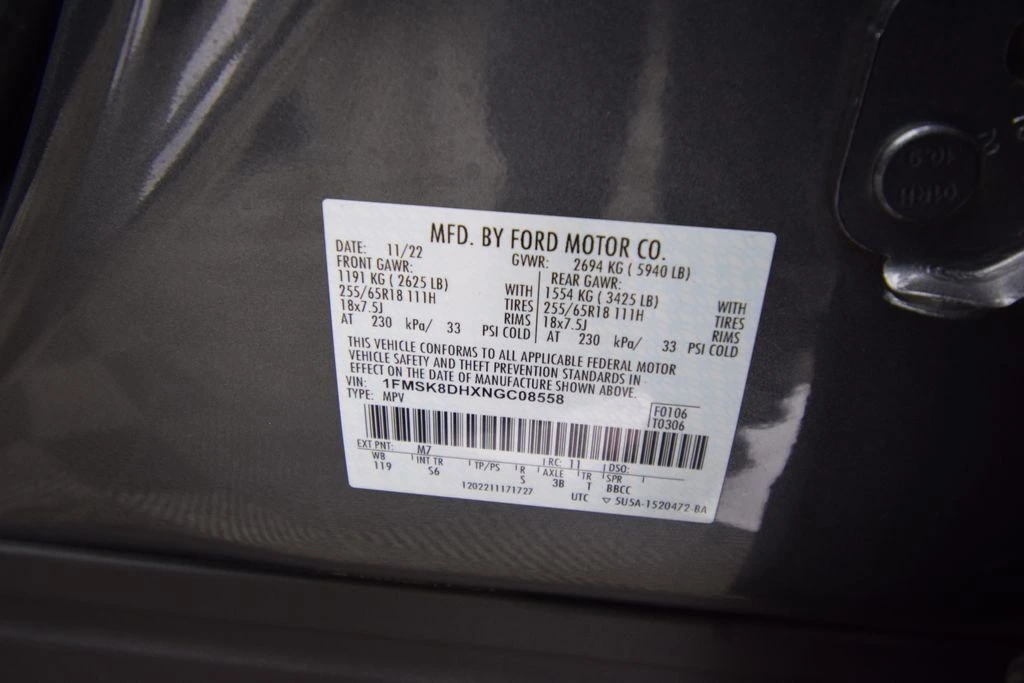 MFD. BY FORD MOTOR CO.
DATE: 11/22 GVWR: 2694 KG ( 5940 LB)
FRONT GAWR: REAR GAWR:
1191 KG ( 2625 LB) WITH 1554 KG ( 3425 LB) WITH
255/65R18 111H TIRES 255/65R18 111H TIRES
18x7.5J RIMS 18x7.5J RIMS
AT 230 kPa/ 33 PSI COLD AT 230 kPa/ 33 PSI COLD
THIS VEHICLE CONFORMS TO ALL APPLICABLE FEDERAL MOTOR
VEHICLE SAFETY AND THEFT PREVENTION STANDARDS IN
EFFECT ON THE DATE OF MANUFACTURE SHOWN ABOVE.
VIN: 1FMSK8DHXNGC08558
TYPE: MPV
F0106
T0306
EXT PNT: M7 RC: 11 DSO:
WB INT TR TP/PS R AXLE TR SPR
119 S6 S 3B T BBCC
1202211171727 UTC ▽ 5U5A-1520472-BA
10.9